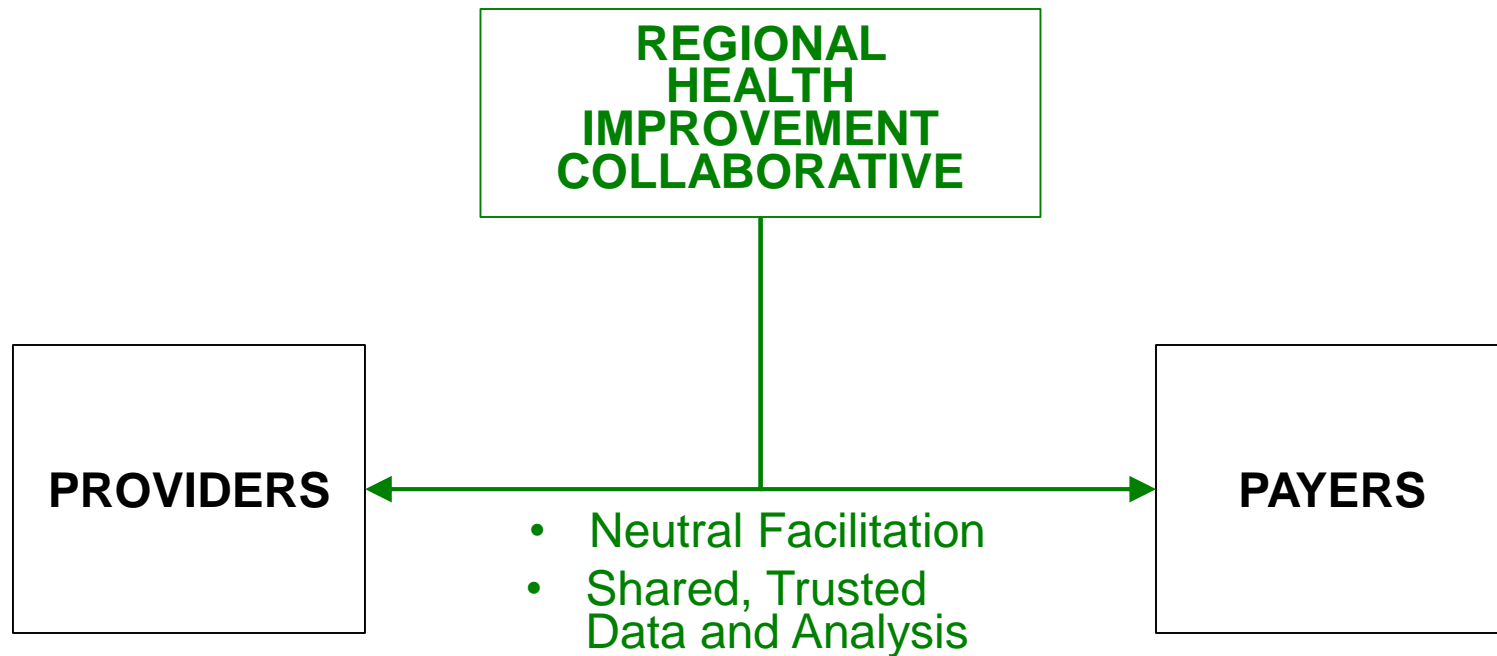 REGIONAL
HEALTH
IMPROVEMENT
COLLABORATIVE
PROVIDERS
PAYERS
• Neutral Facilitation
• Shared, Trusted
Data and Analysis